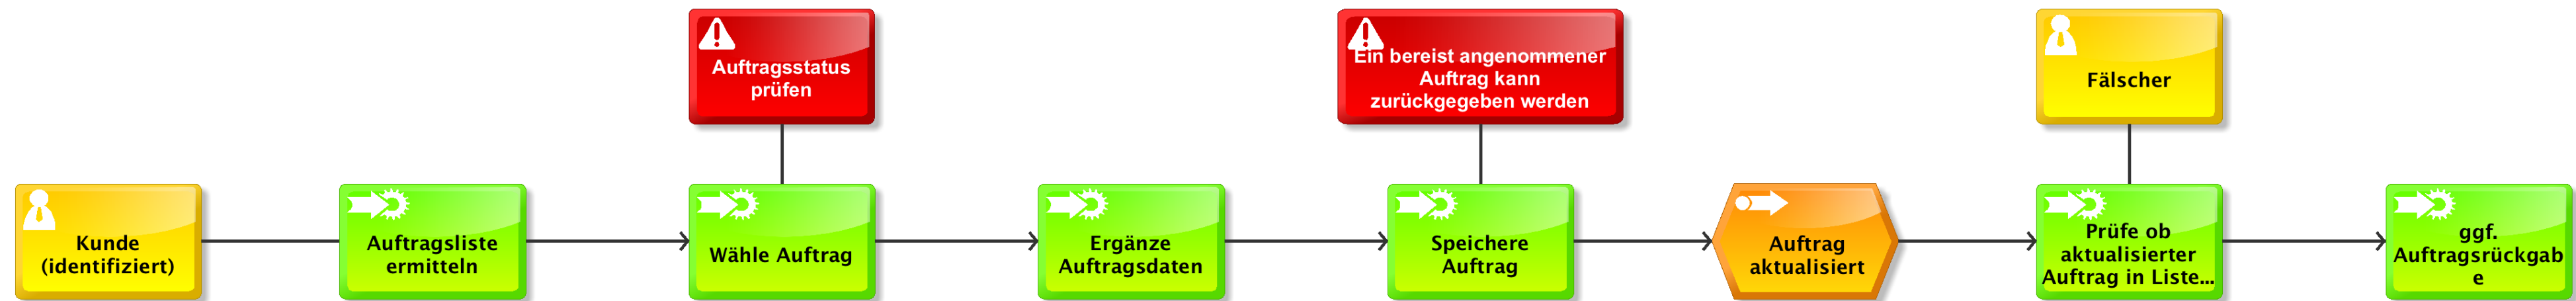 Auftragsstatus
prüfen
Ein bereist angenommener
Auftrag kann
zurückgegeben werden
Fälscher
Kunde
(identifiziert)
Auftragsliste
ermitteln
Wähle Auftrag
Ergänze
Auftragsdaten
Speichere
Auftrag
Auftrag
aktualisiert
Prüfe ob
aktualisierter
Auftrag in Liste...
ggf.
Auftragsrückgab
e